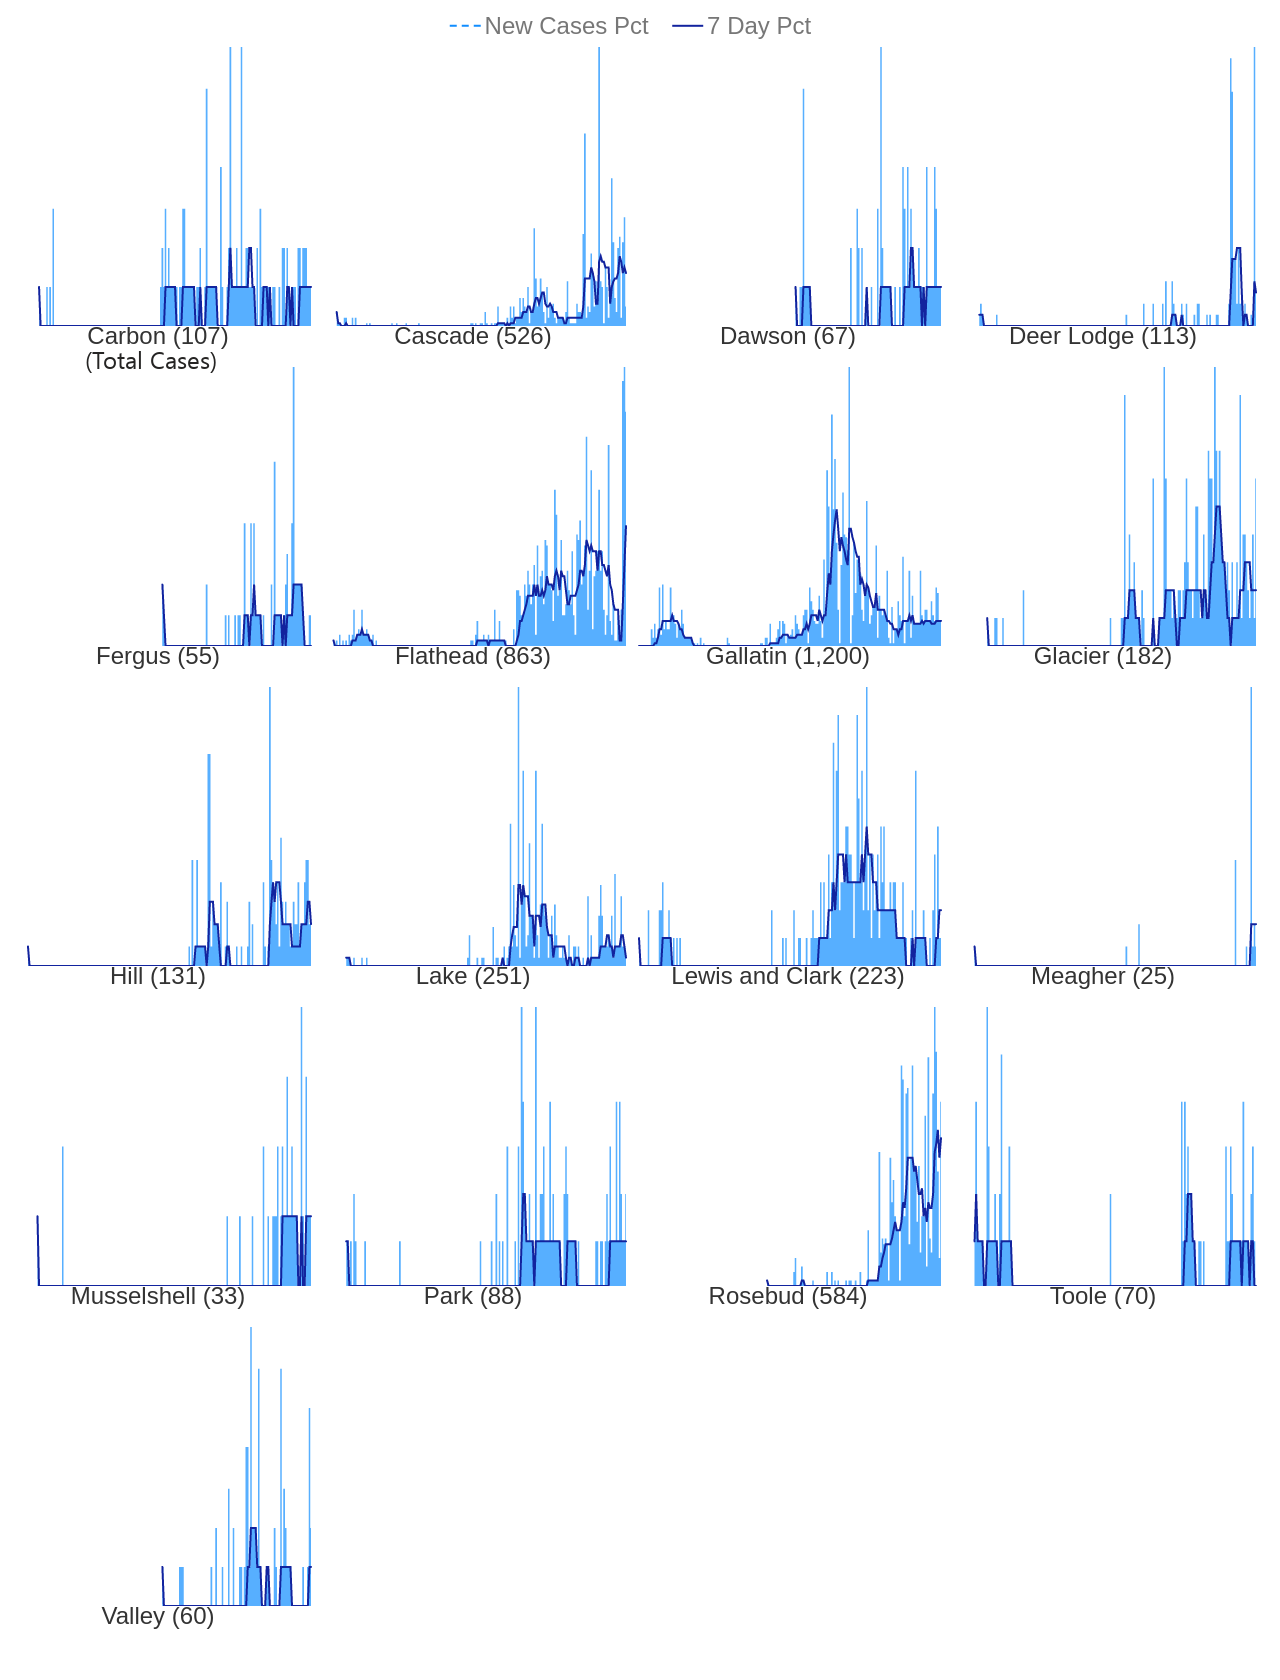 New Cases Pct 7 Day Pct
Carbon (107) Cascade (526) Dawson (67) Deer Lodge (113)
(Total Cases)
Fergus (55) Flathead (863) Gallatin (1,200) Glacier (182)
Hill (131) Lake (251) Lewis and Clark (223) Meagher (25)
Musselshell (33) Park (88) Rosebud (584) Toole (70)
Valley (60)